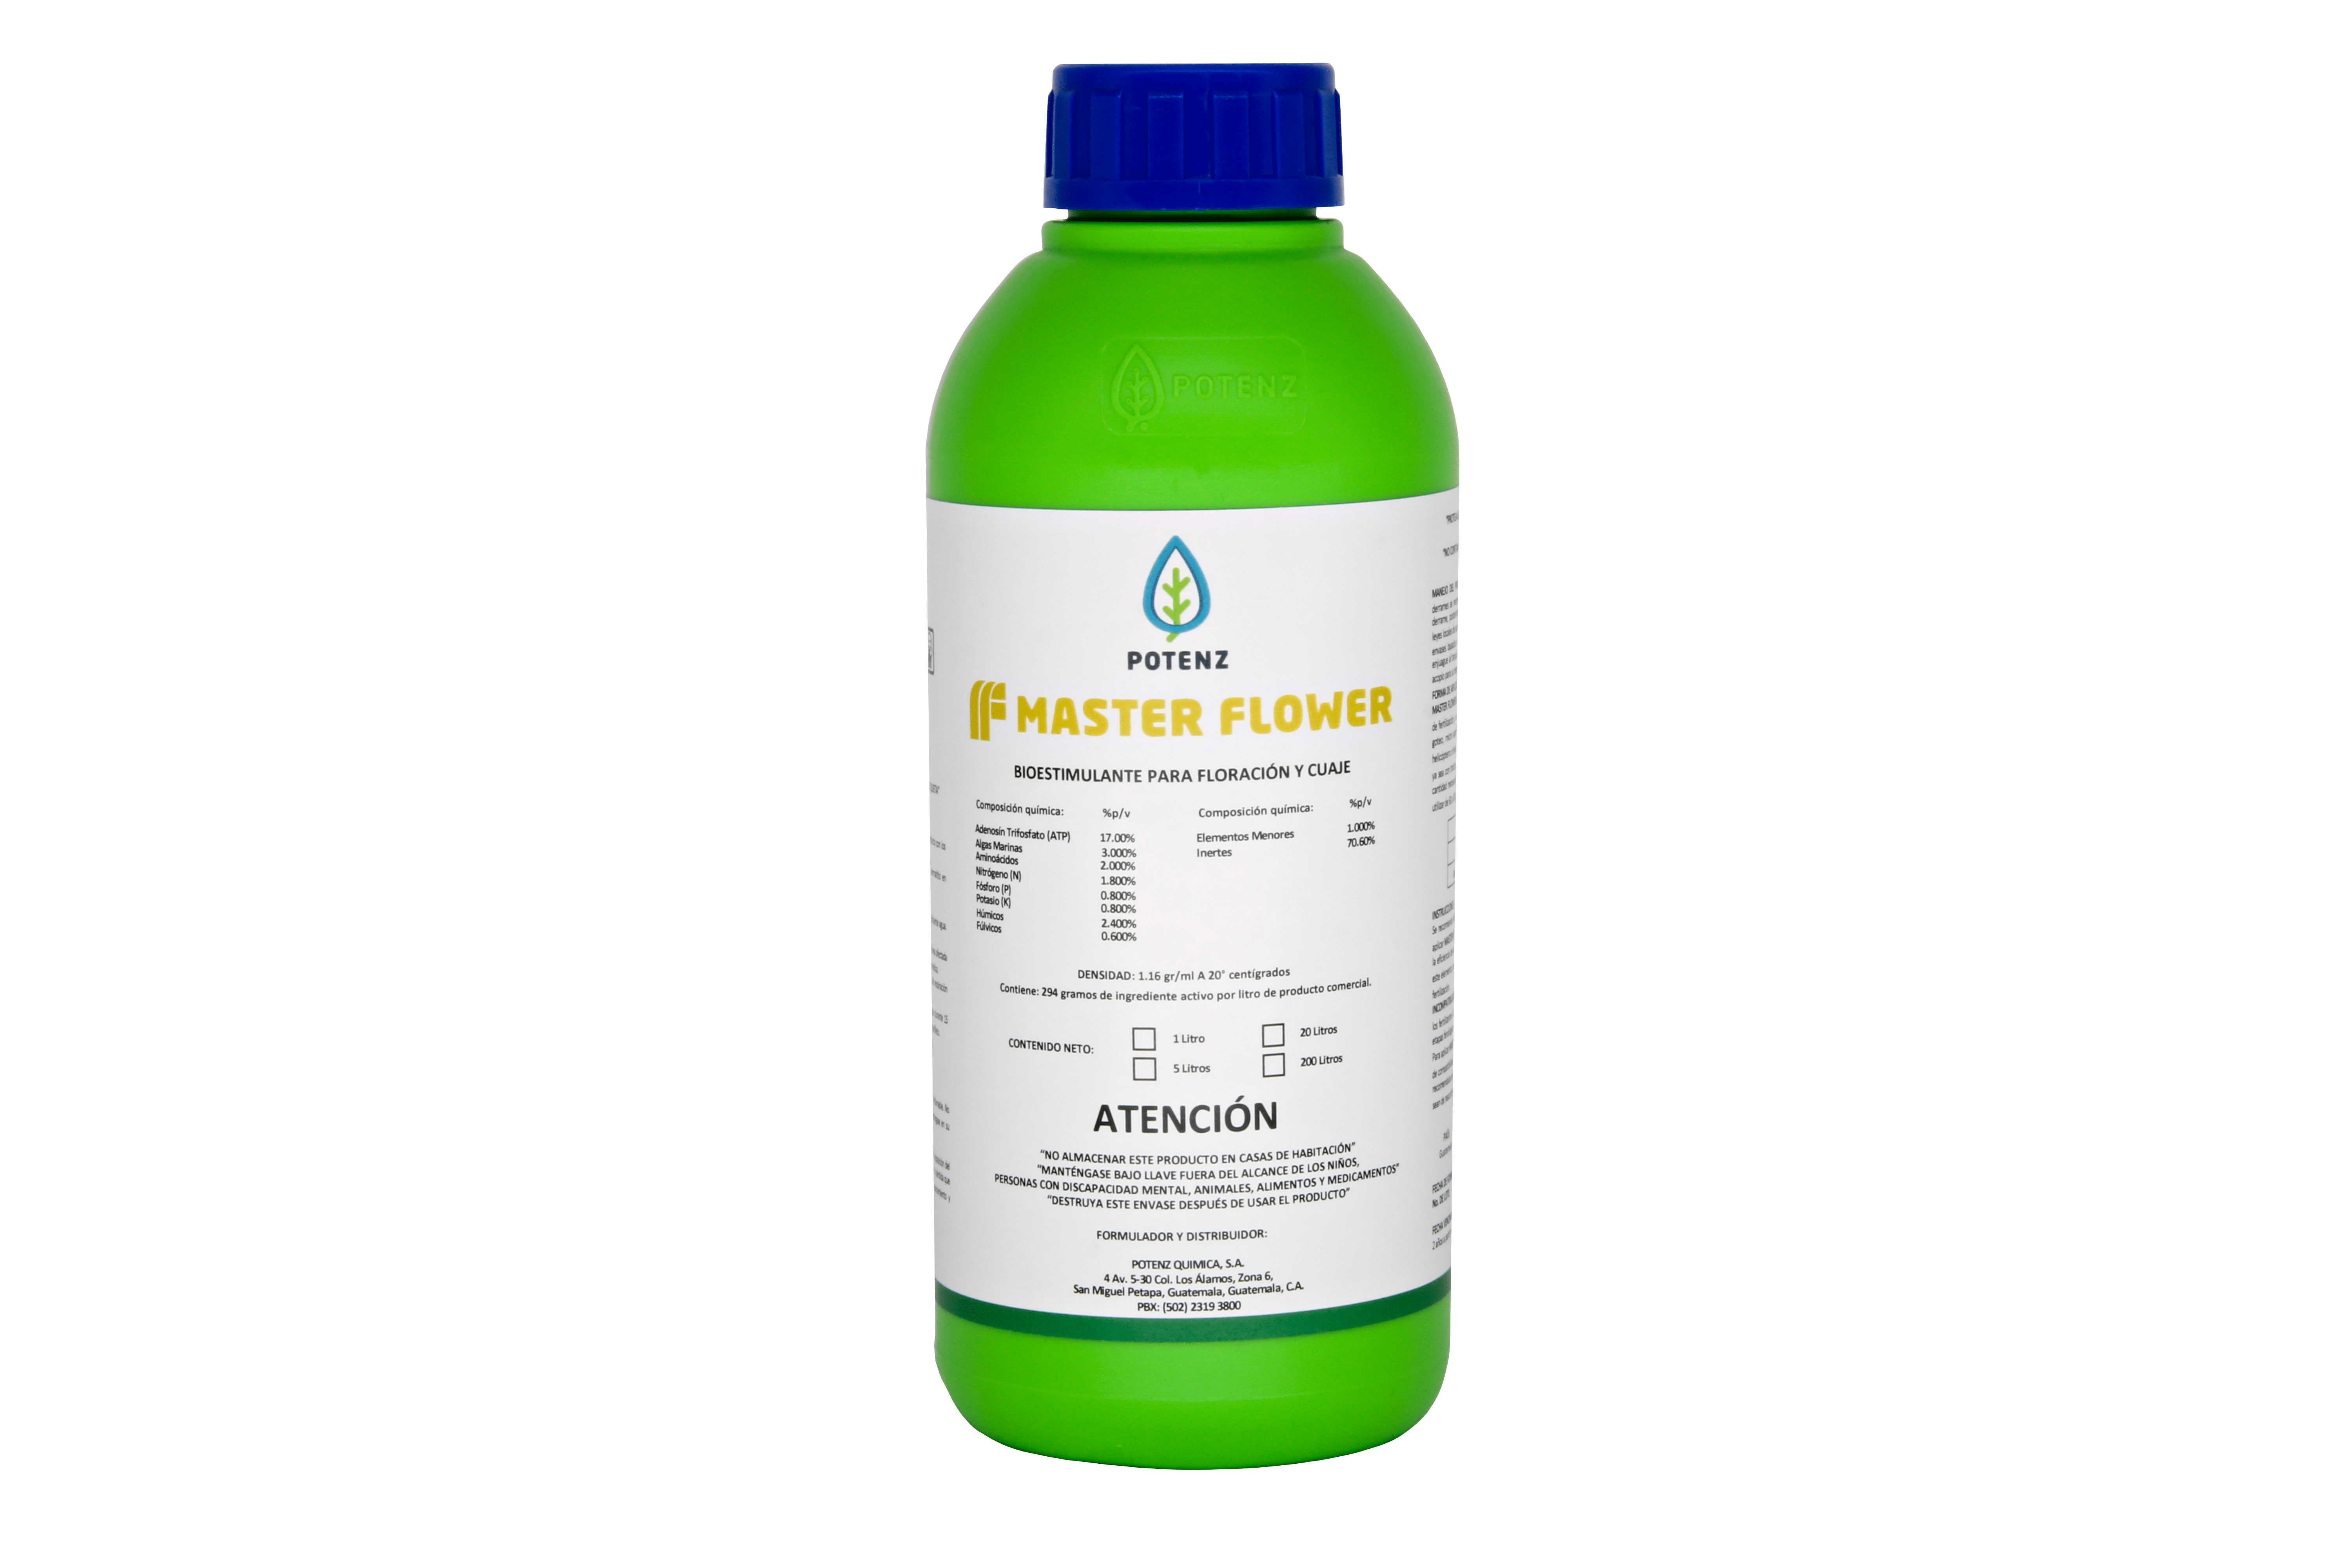 POTENZ
POTENZ
MASTER FLOWER
BIOESTIMULANTE PARA FLORACIÓN Y CUAJE
Composición química: %p/v
Adenosín Trifosfato (ATP) 17.00%
Algas Marinas 3.000%
Aminoácidos 2.000%
Nitrógeno (N) 1.800%
Fósforo (P) 0.800%
Potasio (K) 0.800%
Húmicos 2.400%
Fúlvicos 0.600%
Composición química: %p/v
Elementos Menores 1.000%
Inertes 70.60%
DENSIDAD: 1.16 gr/ml A 20° centígrados
Contiene: 294 gramos de ingrediente activo por litro de producto comercial.
CONTENIDO NETO:
1 Litro 20 Litros
5 Litros 200 Litros
ATENCIÓN
“NO ALMACENAR ESTE PRODUCTO EN CASAS DE HABITACIÓN”
“MANTÉNGASE BAJO LLAVE FUERA DEL ALCANCE DE LOS NIÑOS,
PERSONAS CON DISCAPACIDAD MENTAL, ANIMALES, ALIMENTOS Y MEDICAMENTOS”
“DESTRUYA ESTE ENVASE DESPUÉS DE USAR EL PRODUCTO”
FORMULADOR Y DISTRIBUIDOR:
POTENZ QUIMICA, S.A.
4 Av. 5-30 Col. Los Álamos, Zona 6,
San Miguel Petapa, Guatemala, Guatemala, C.A.
PBX: (502) 2319 3800